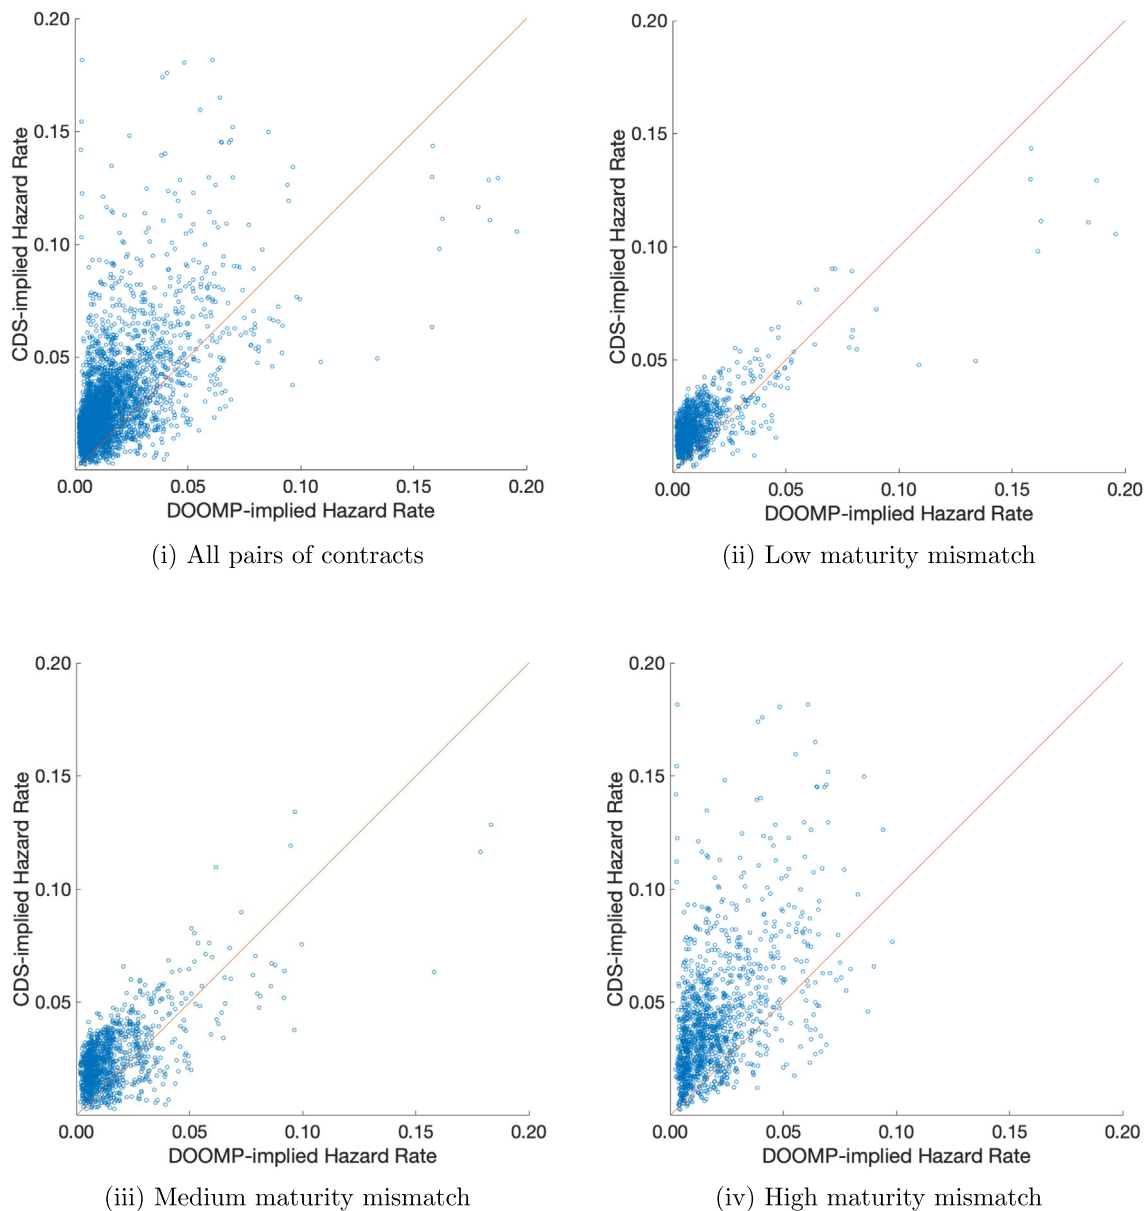 0.20
0.15
0.10
0.05
0.00 0.05 0.10 0.15 0.20
CDS-implied Hazard Rate
DOOMP-implied Hazard Rate
(i) All pairs of contracts
0.20
0.15
0.10
0.05
0.00 0.05 0.10 0.15 0.20
CDS-implied Hazard Rate
DOOMP-implied Hazard Rate
(ii) Low maturity mismatch
0.20
0.15
0.10
0.05
0.00 0.05 0.10 0.15 0.20
CDS-implied Hazard Rate
DOOMP-implied Hazard Rate
(iii) Medium maturity mismatch
0.20
0.15
0.10
0.05
0.00 0.05 0.10 0.15 0.20
CDS-implied Hazard Rate
DOOMP-implied Hazard Rate
(iv) High maturity mismatch